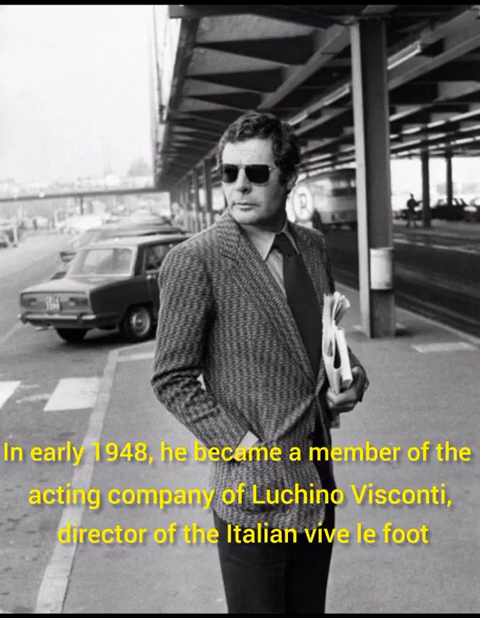 In early 1948, he became a member of the
acting company of Luchino Visconti,
director of the Italian vive le foot